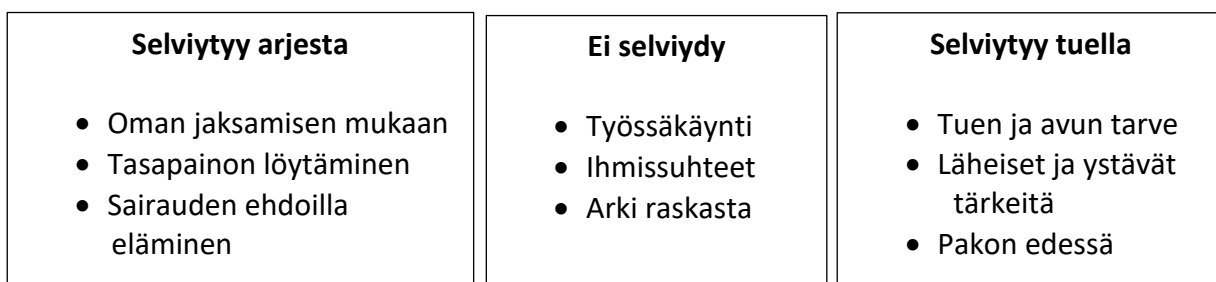 Selviytyy arjesta
• Oman jaksamisen mukaan
• Tasapainon löytäminen
• Sairauden ehdoilla
eläminen
Ei selviydy
• Työssäkäynti
• Ihmissuhteet
• Arki raskasta
Selviytyy tuella
• Tuen ja avun tarve
• Läheiset ja ystävät
tärkeitä
• Pakon edessä